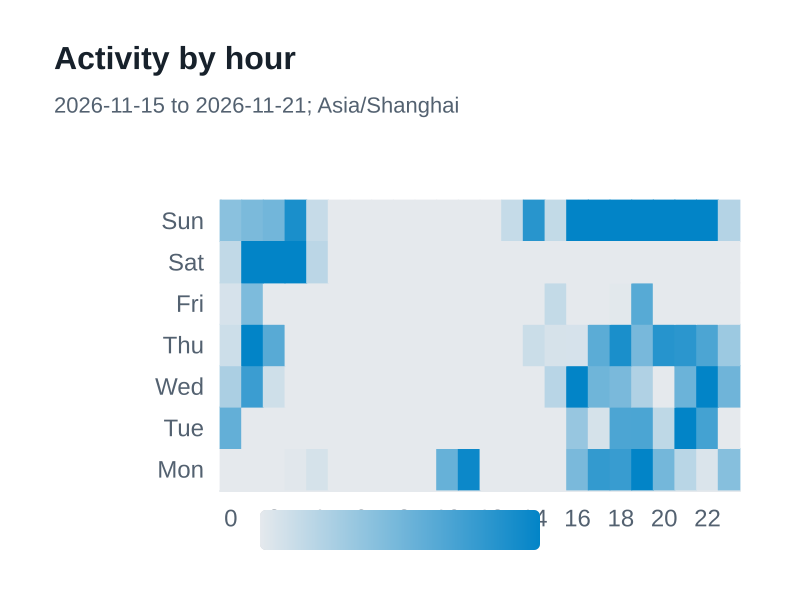 Activity by hour
2026-11-15 to 2026-11-21; Asia/Shanghai
Sun
Sat
Fri
Thu
Wed
Tue
Mon
0 16 18 20 22